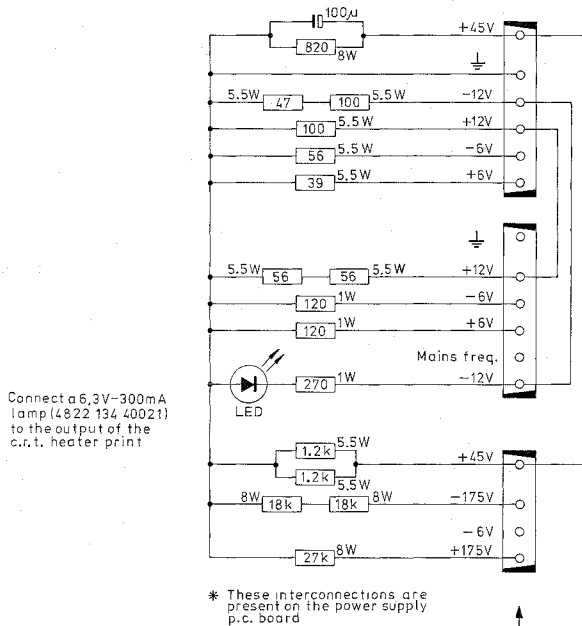 100µ
820 8W +45V
5.5W 47 100 5.5W −12V
100 5.5W +12V
56 5.5W −6V
39 5.5W +6V
5.5W 56 56 5.5W +12V
120 1W −6V
120 1W +6V
Mains freq.
270 1W −12V
LED
Connect a 6,3V-300mA
lamp (4822 134 40021)
to the output of the
c.r.t. heater print
1.2k 5.5W +45V
1.2k 5.5W
8W 18k 18k 8W −175V
−6V
27k 8W +175V
* These interconnections are
present on the power supply
p.c. board